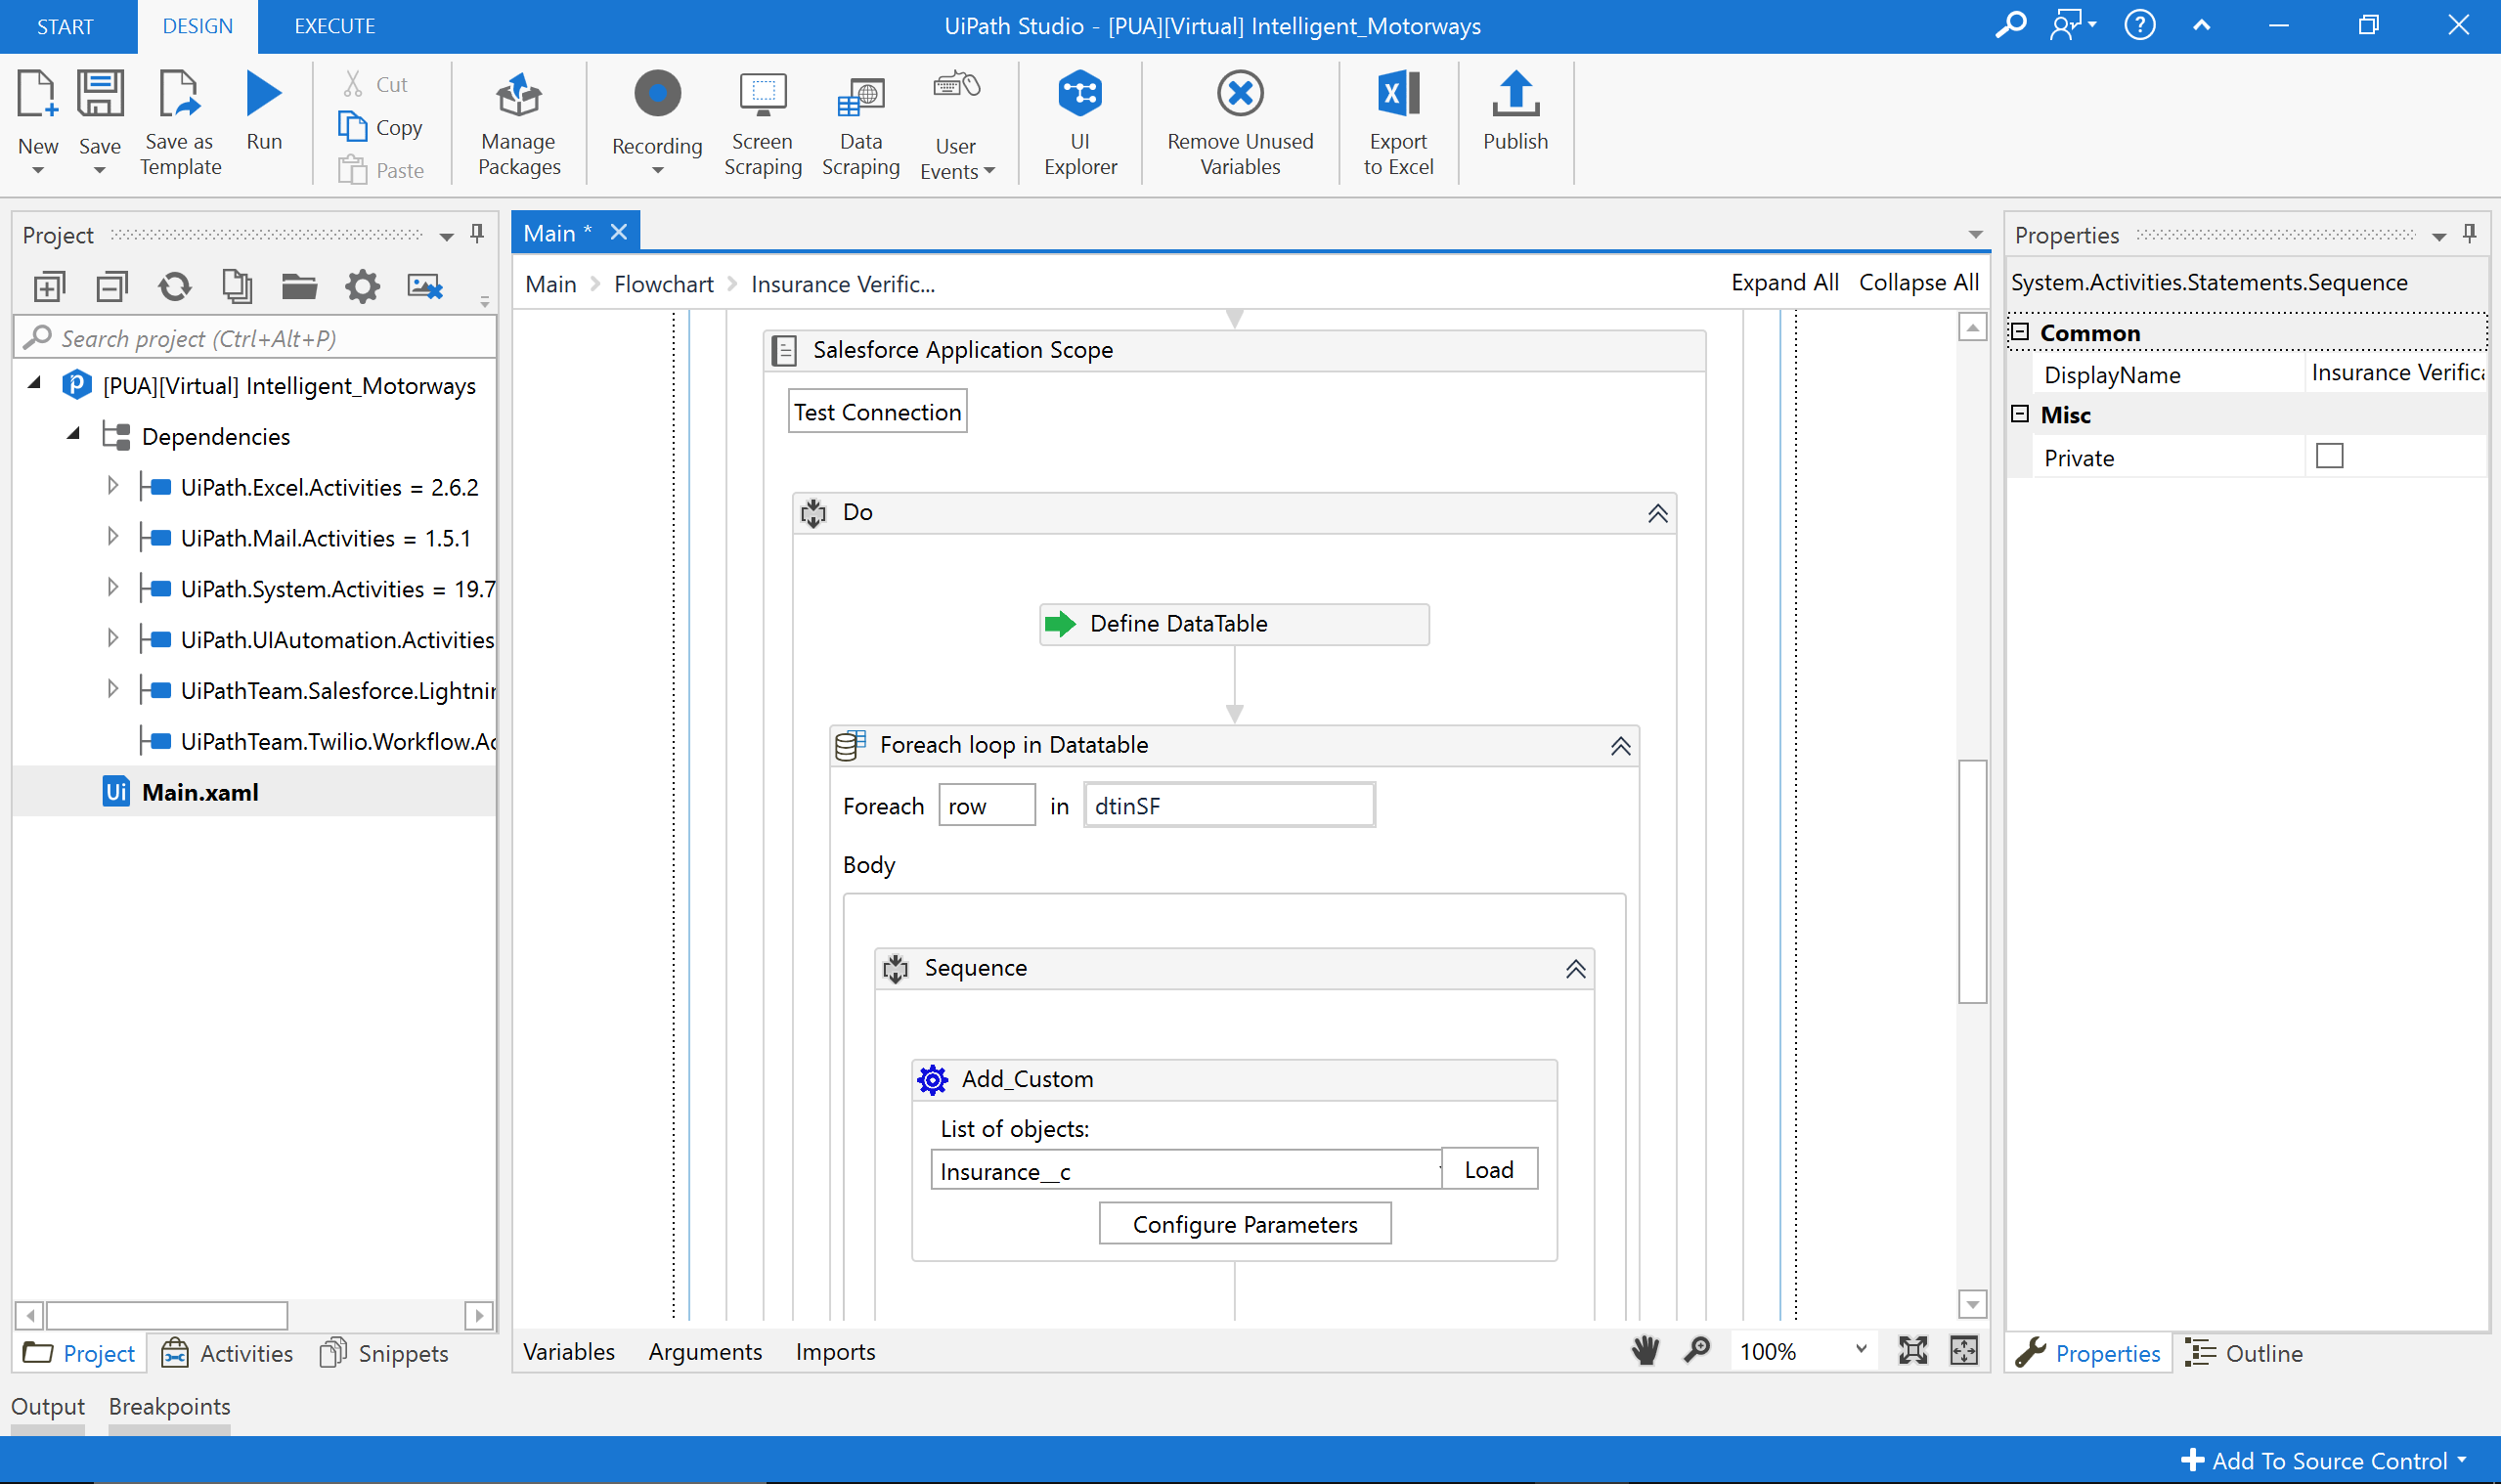 START DESIGN EXECUTE UiPath Studio - [PUA][Virtual] Intelligent_Motorways
New Save Save as Template Run
Cut
Copy
Paste
Manage Packages
Recording Screen Scraping Data Scraping User Events
UI Explorer
Remove Unused Variables
Export to Excel
Publish
Project
Search project (Ctrl+Alt+P)
[PUA][Virtual] Intelligent_Motorways
Dependencies
UiPath.Excel.Activities = 2.6.2
UiPath.Mail.Activities = 1.5.1
UiPath.System.Activities = 19.7
UiPath.UIAutomation.Activities
UiPathTeam.Salesforce.Lightnin
UiPathTeam.Twilio.Workflow.Ac
Main.xaml
Project Activities Snippets
Main *
Main Flowchart Insurance Verific...
Expand All Collapse All
Salesforce Application Scope
Test Connection
Do
Define DataTable
Foreach loop in Datatable
Foreach row in dtinSF
Body
Sequence
Add_Custom
List of objects:
Insurance__c Load
Configure Parameters
Variables Arguments Imports 100%
Properties
System.Activities.Statements.Sequence
Common
DisplayName Insurance Verifica
Misc
Private
Properties Outline
Output Breakpoints
Add To Source Control